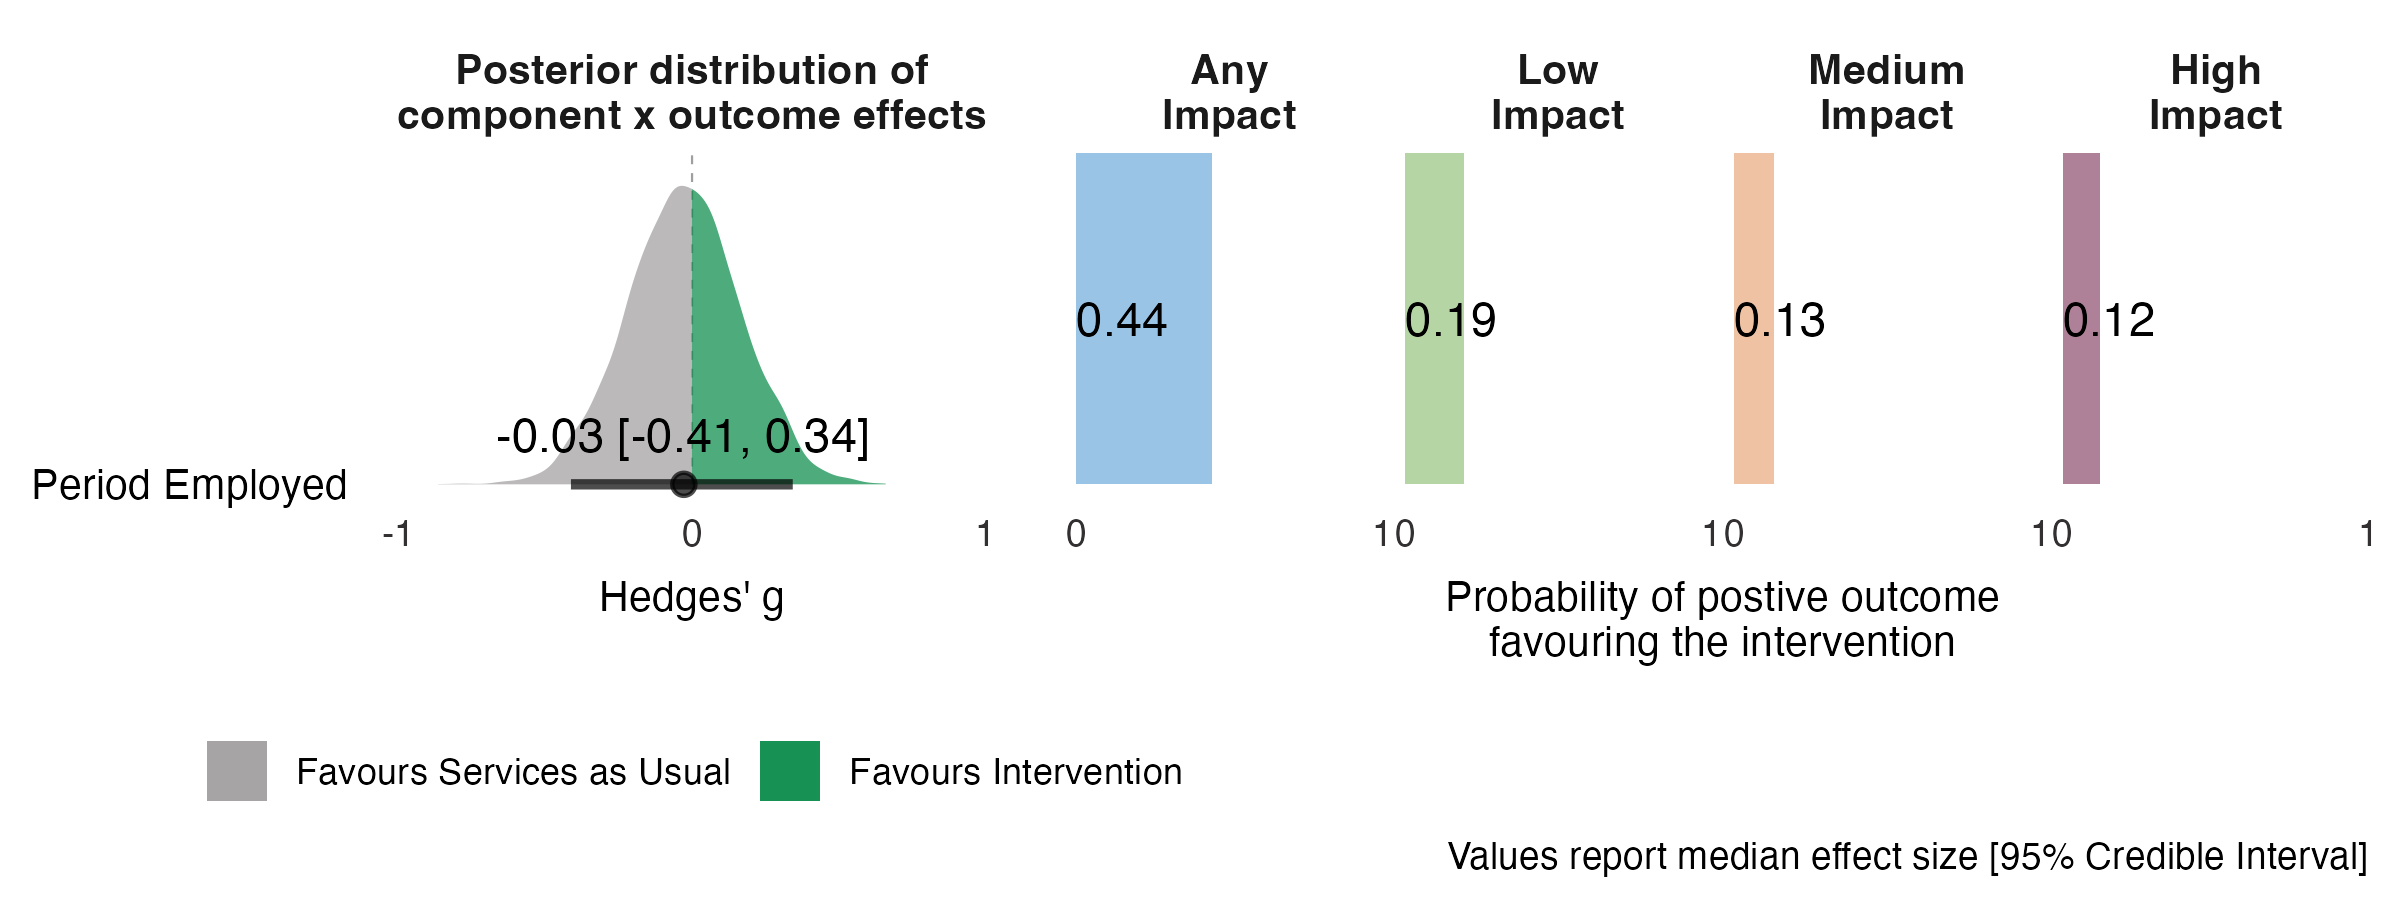 Posterior distribution of
component x outcome effects
Any
Impact
Low
Impact
Medium
Impact
High
Impact
-0.03 [-0.41, 0.34]
0.44
0.19
0.13
0.12
Period Employed
-1 0 1
0 10 10 10 1
Hedges' g
Probability of postive outcome
favouring the intervention
Favours Services as Usual
Favours Intervention
Values report median effect size [95% Credible Interval]